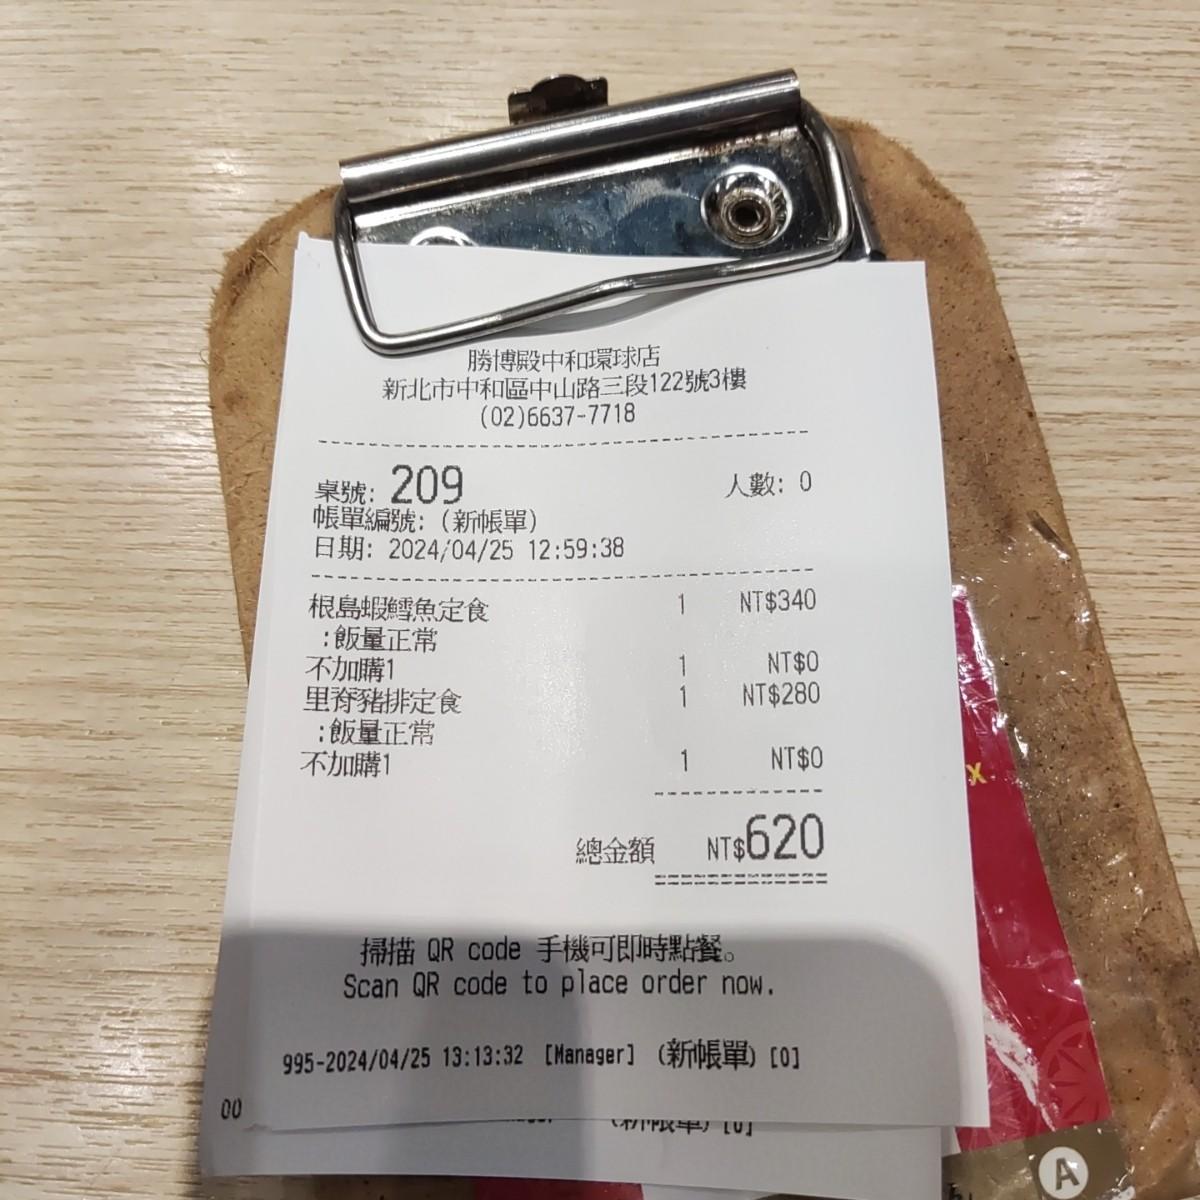 勝博殿中和環球店
新北市中和區中山路三段122號3樓
(02)6637-7718
桌號: 209 人數: 0
帳單編號: (新帳單)
日期: 2024/04/25 12:59:38
根島蝦鱈魚定食 1 NT$340
:飯量正常
不加購1 1 NT$0
里脊豬排定食 1 NT$280
:飯量正常
不加購1 1 NT$0
總金額 NT$620
掃描 QR code 手機可即時點餐。
Scan QR code to place order now.
995-2024/04/25 13:13:32 [Manager] (新帳單) [0]
00
(新帳單) [0]
X
A